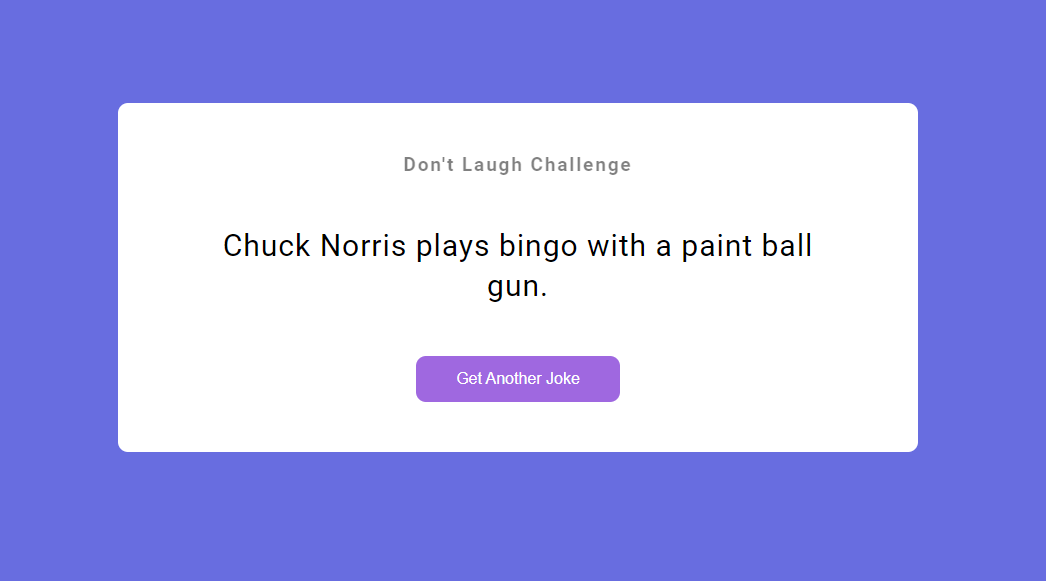 Don't Laugh Challenge
Chuck Norris plays bingo with a paint ball
gun.
Get Another Joke